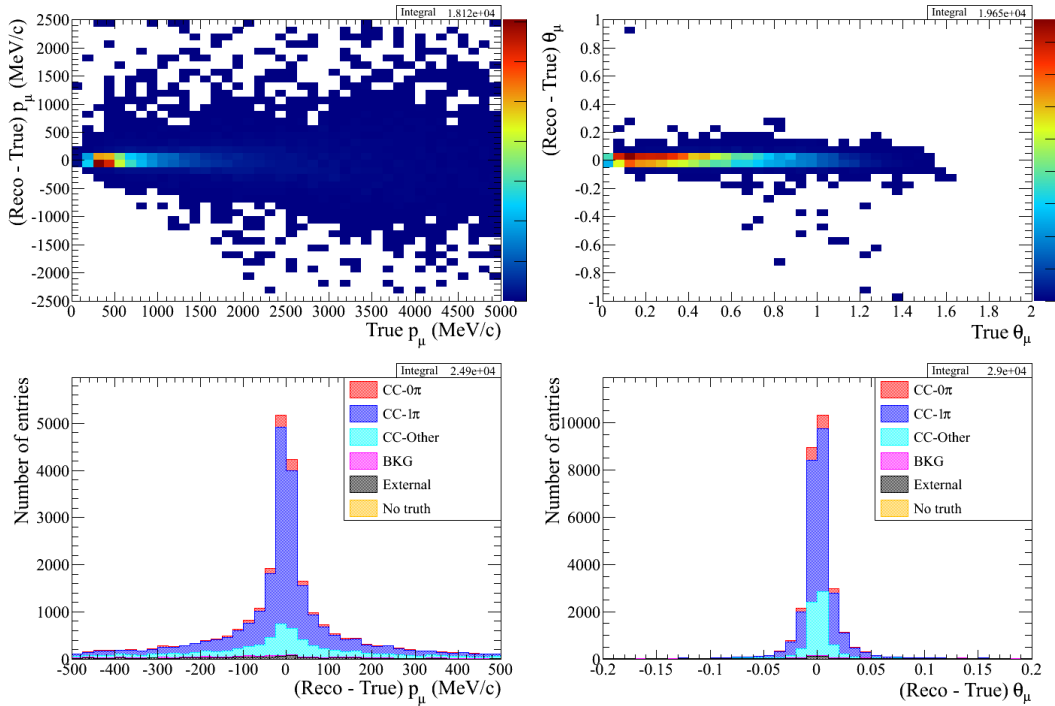 Integral 1.812e+04
(Reco - True) p_μ (MeV/c)
2500
2000
1500
1000
500
0
-500
-1000
-1500
-2000
-2500
0 500 1000 1500 2000 2500 3000 3500 4000 4500 5000
True p_μ (MeV/c)
Integral 1.965e+04
(Reco - True) θ_μ
1
0.8
0.6
0.4
0.2
0
-0.2
-0.4
-0.6
-0.8
-1
0 0.2 0.4 0.6 0.8 1 1.2 1.4 1.6 1.8 2
True θ_μ
Integral 2.49e+04
Number of entries
5000
4000
3000
2000
1000
0
CC-0π
CC-1π
CC-Other
BKG
External
No truth
-500 -400 -300 -200 -100 0 100 200 300 400 500
(Reco - True) p_μ (MeV/c)
Integral 2.9e+04
Number of entries
10000
8000
6000
4000
2000
0
CC-0π
CC-1π
CC-Other
BKG
External
No truth
-0.2 -0.15 -0.1 -0.05 0 0.05 0.1 0.15 0.2
(Reco - True) θ_μ